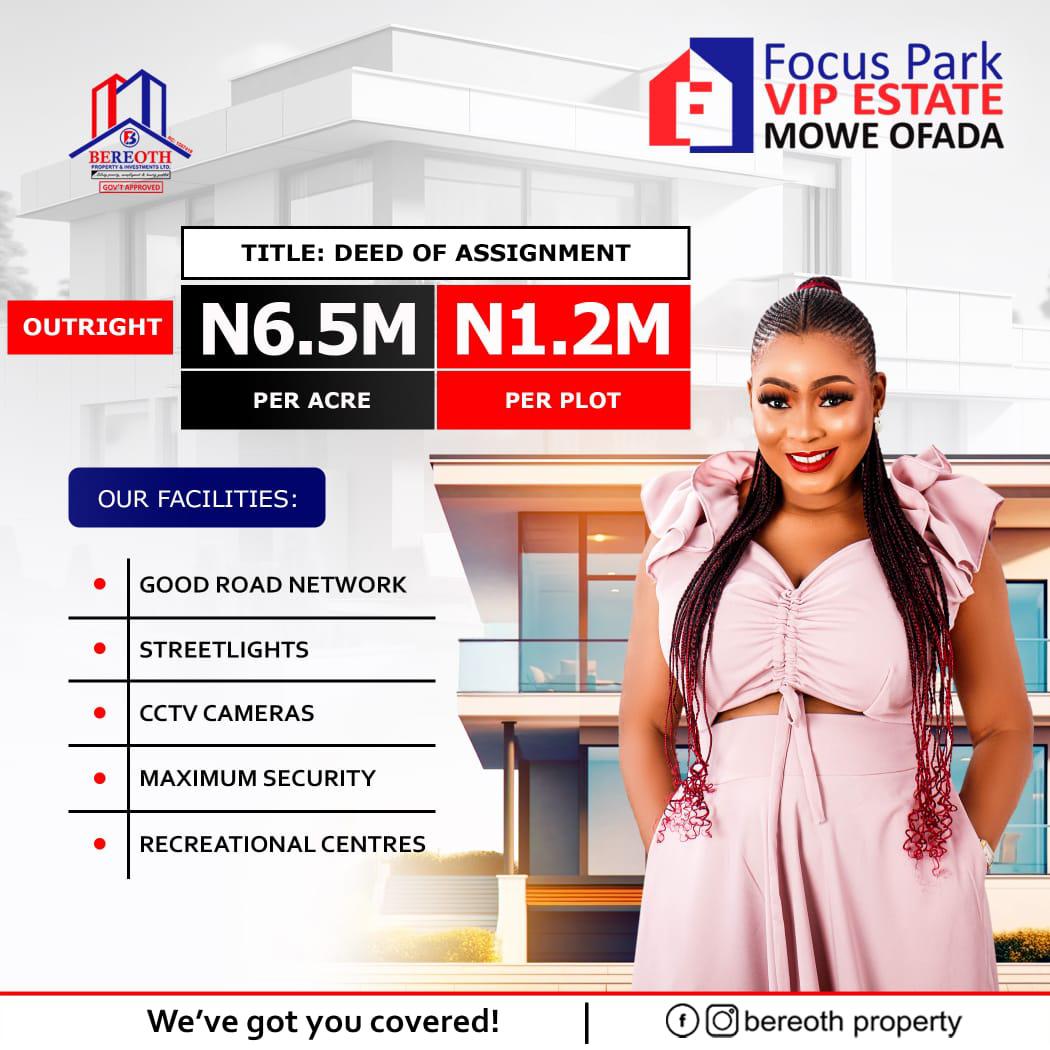 BEREOTH
PROPERTY & INVESTMENTS LTD.
GOV'T APPROVED
Focus Park
VIP ESTATE
MOWE OFADA
TITLE: DEED OF ASSIGNMENT
OUTRIGHT
N6.5M
PER ACRE
N1.2M
PER PLOT
OUR FACILITIES:
GOOD ROAD NETWORK
STREETLIGHTS
CCTV CAMERAS
MAXIMUM SECURITY
RECREATIONAL CENTRES
We've got you covered!
bereoth property